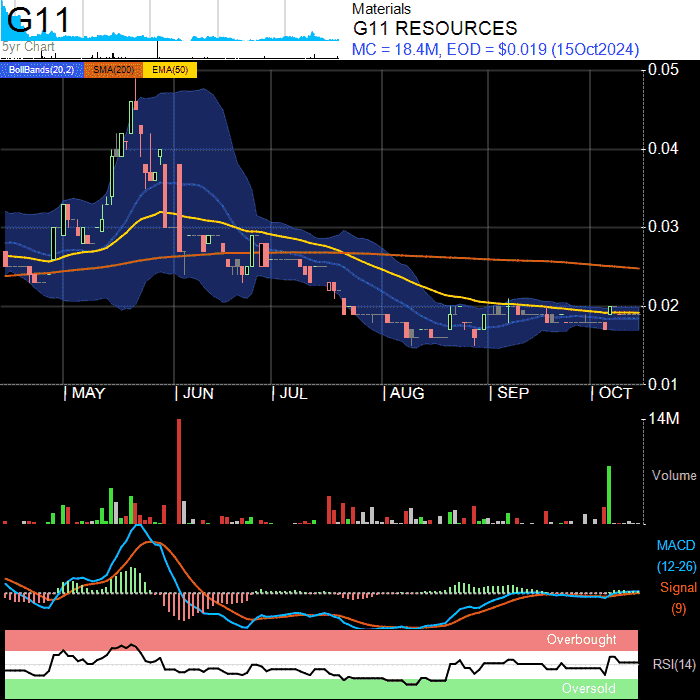 G11
5yr Chart
Materials
G11 RESOURCES
MC = 18.4M, EOD = $0.019 (15Oct2024)
BollBands(20,2) SMA(200) EMA(50)
0.05
0.04
0.03
0.02
0.01
MAY JUN JUL AUG SEP OCT
14M
Volume
MACD
(12-26)
Signal
(9)
Overbought
RSI(14)
Oversold